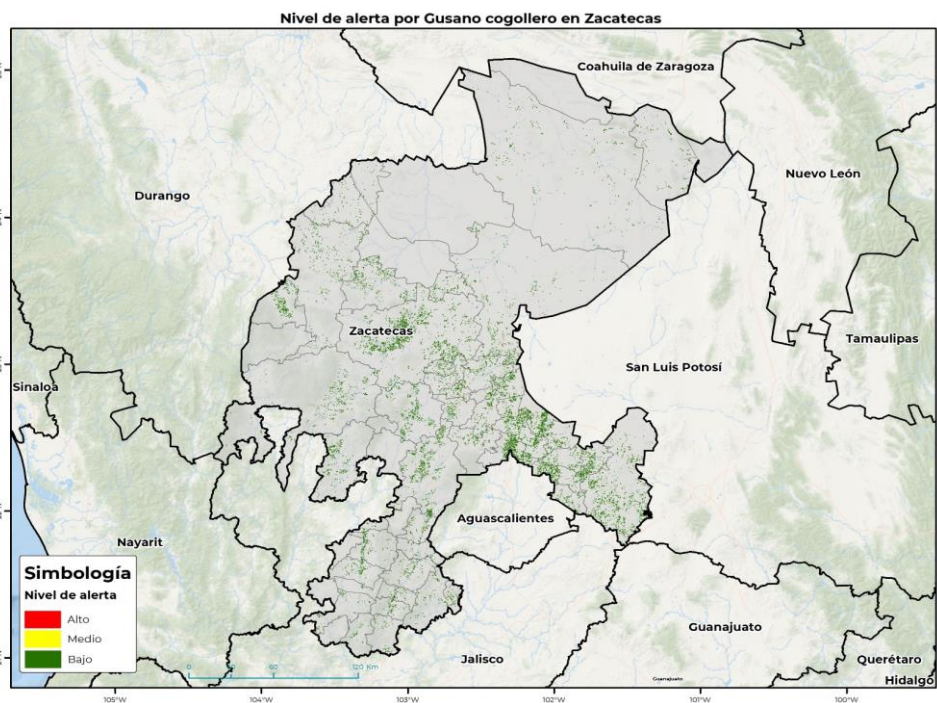 Nivel de alerta por Gusano cogollero en Zacatecas
Coahuila de Zaragoza
Nuevo León
Durango
Zacatecas
Tamaulipas
San Luis Potosí
Sinaloa
Aguascalientes
Nayarit
Guanajuato
Jalisco
Querétaro
Guanajuato
Hidalgo
Simbología
Nivel de alerta
Alto
Medio
Bajo
0 60 120 Km
105°W 104°W 103°W 102°W 101°W 100°W